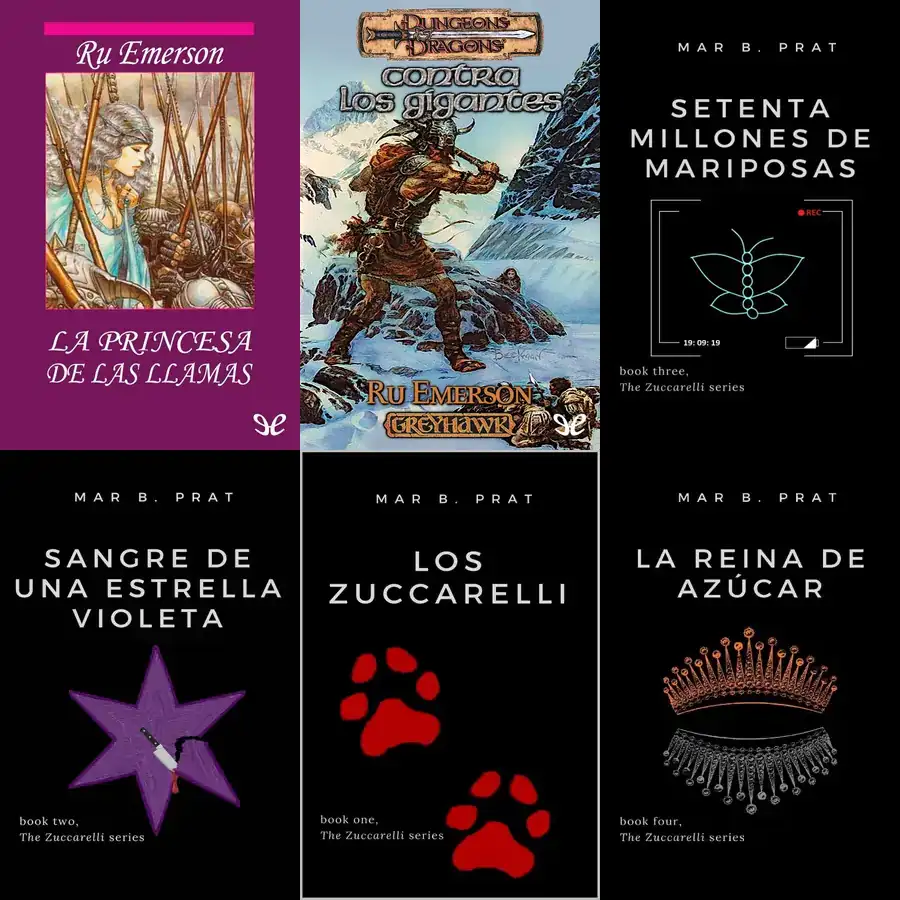 Ru Emerson
LA PRINCESA
DE LAS LLAMAS
DUNGEONS
DRAGONS
contra
los gigantes
Beekman
RU EMERSON
GREYHAWK
MAR B. PRAT
SETENTA
MILLONES DE
MARIPOSAS
REC
19: 09: 19
book three,
The Zuccarelli series
MAR B. PRAT
SANGRE DE
UNA ESTRELLA
VIOLETA
book two,
The Zuccarelli series
MAR B. PRAT
LOS
ZUCCARELLI
book one,
The Zuccarelli series
MAR B. PRAT
LA REINA DE
AZÚCAR
book four,
The Zuccarelli series